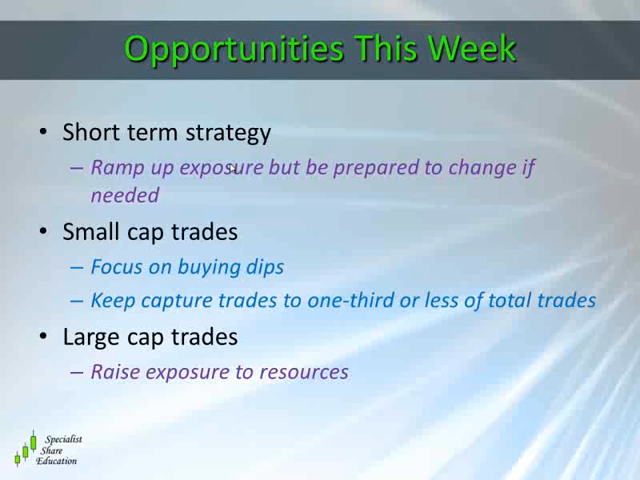 Opportunities This Week
• Short term strategy
– Ramp up exposure but be prepared to change if
needed
• Small cap trades
– Focus on buying dips
– Keep capture trades to one-third or less of total trades
• Large cap trades
– Raise exposure to resources
Specialist
Share
Education